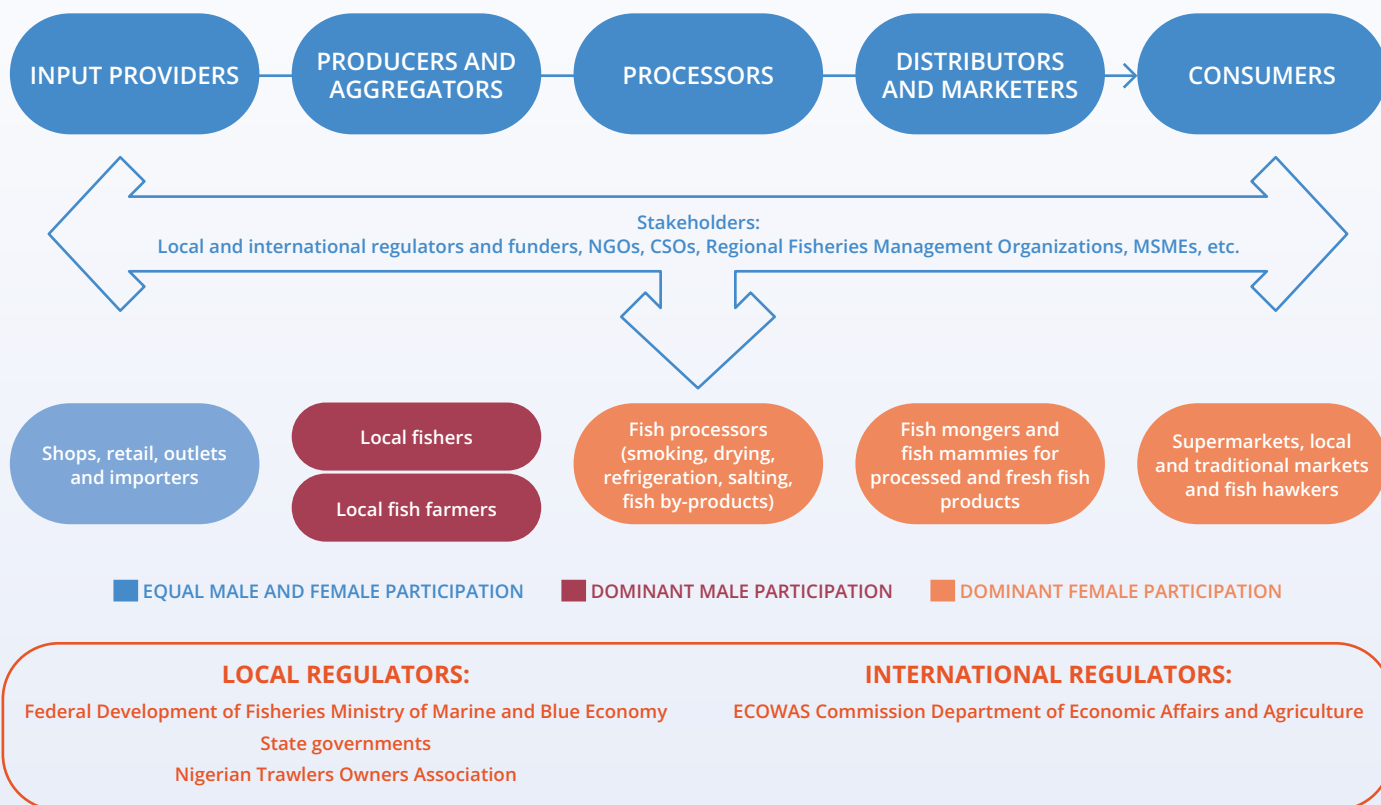 INPUT PROVIDERS
PRODUCERS AND
AGGREGATORS
PROCESSORS
DISTRIBUTORS
AND MARKETERS
CONSUMERS
Stakeholders:
Local and international regulators and funders, NGOs, CSOs, Regional Fisheries Management Organizations, MSMEs, etc.
Shops, retail, outlets
and importers
Local fishers
Local fish farmers
Fish processors
(smoking, drying,
refrigeration, salting,
fish by-products)
Fish mongers and
fish mammies for
processed and fresh fish
products
Supermarkets, local
and traditional markets
and fish hawkers
EQUAL MALE AND FEMALE PARTICIPATION
DOMINANT MALE PARTICIPATION
DOMINANT FEMALE PARTICIPATION
LOCAL REGULATORS:
Federal Development of Fisheries Ministry of Marine and Blue Economy
State governments
Nigerian Trawlers Owners Association
INTERNATIONAL REGULATORS:
ECOWAS Commission Department of Economic Affairs and Agriculture